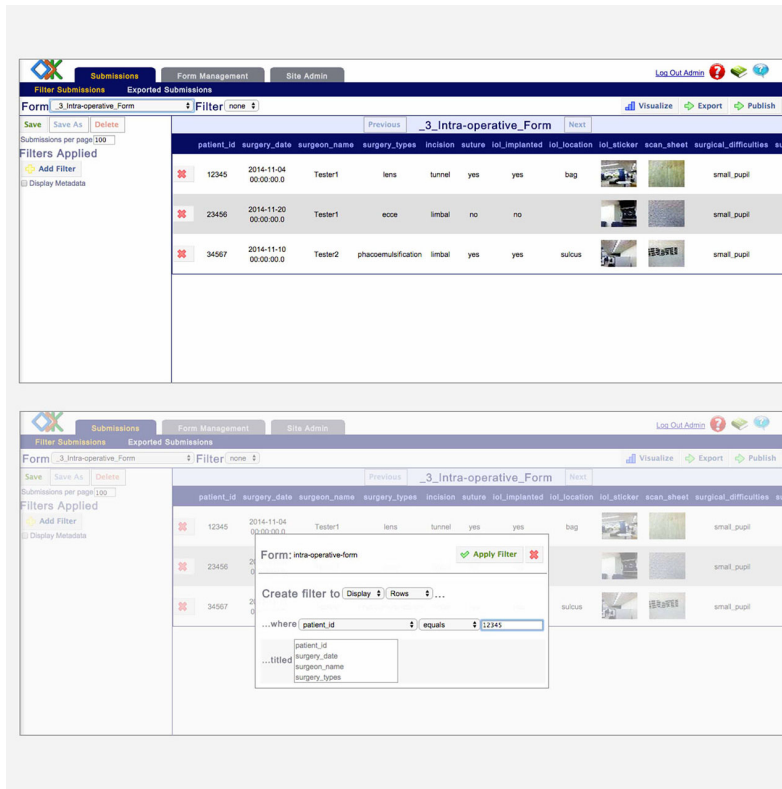 Submissions Form Management Site Admin Log Out Admin
Filter Submissions Exported Submissions
Form _3_Intra-operative_Form Filter none Visualize Export Publish
Save Save As Delete Previous _3_Intra-operative_Form Next
Submissions per page 100
patient_id surgery_date surgeon_name surgery_types incision suture iol_implanted iol_location iol_sticker scan_sheet surgical_difficulties su
Filters Applied
Add Filter
Display Metadata
12345 2014-11-04 00:00:00.0 Tester1 lens tunnel yes yes bag small_pupil
23456 2014-11-20 00:00:00.0 Tester1 ecce limbal no no small_pupil
34567 2014-11-10 00:00:00.0 Tester2 phacoemulsification limbal yes yes sulcus small_pupil
Submissions Form Management Site Admin Log Out Admin
Filter Submissions Exported Submissions
Form _3_Intra-operative_Form Filter none Visualize Export Publish
Save Save As Delete Previous _3_Intra-operative_Form Next
Submissions per page 100
patient_id surgery_date surgeon_name surgery_types incision suture iol_implanted iol_location iol_sticker scan_sheet surgical_difficulties su
Filters Applied
Add Filter
Display Metadata
12345 2014-11-04 00:00:00.0 Tester1 lens tunnel yes yes bag small_pupil
23456 small_pupil
34567 sulcus small_pupil
Form: intra-operative-form Apply Filter
Create filter to Display Rows ...
...where patient_id equals 12345
...titled
patient_id
surgery_date
surgeon_name
surgery_types